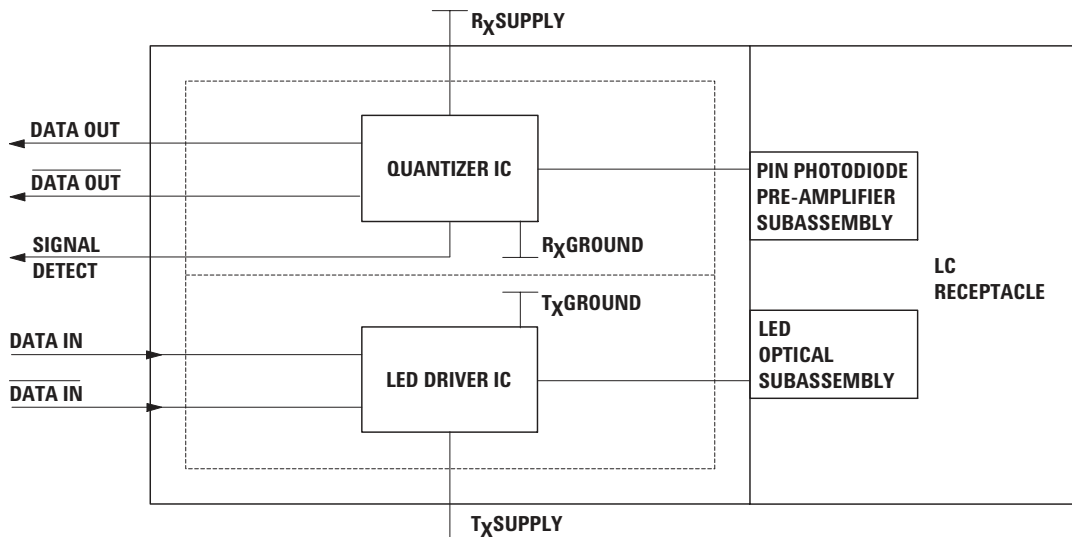 RXSUPPLY
DATA OUT
DATA OUT
SIGNAL
DETECT
QUANTIZER IC
RXGROUND
PIN PHOTODIODE
PRE-AMPLIFIER
SUBASSEMBLY
LC
RECEPTACLE
TXGROUND
DATA IN
DATA IN
LED DRIVER IC
LED
OPTICAL
SUBASSEMBLY
TXSUPPLY